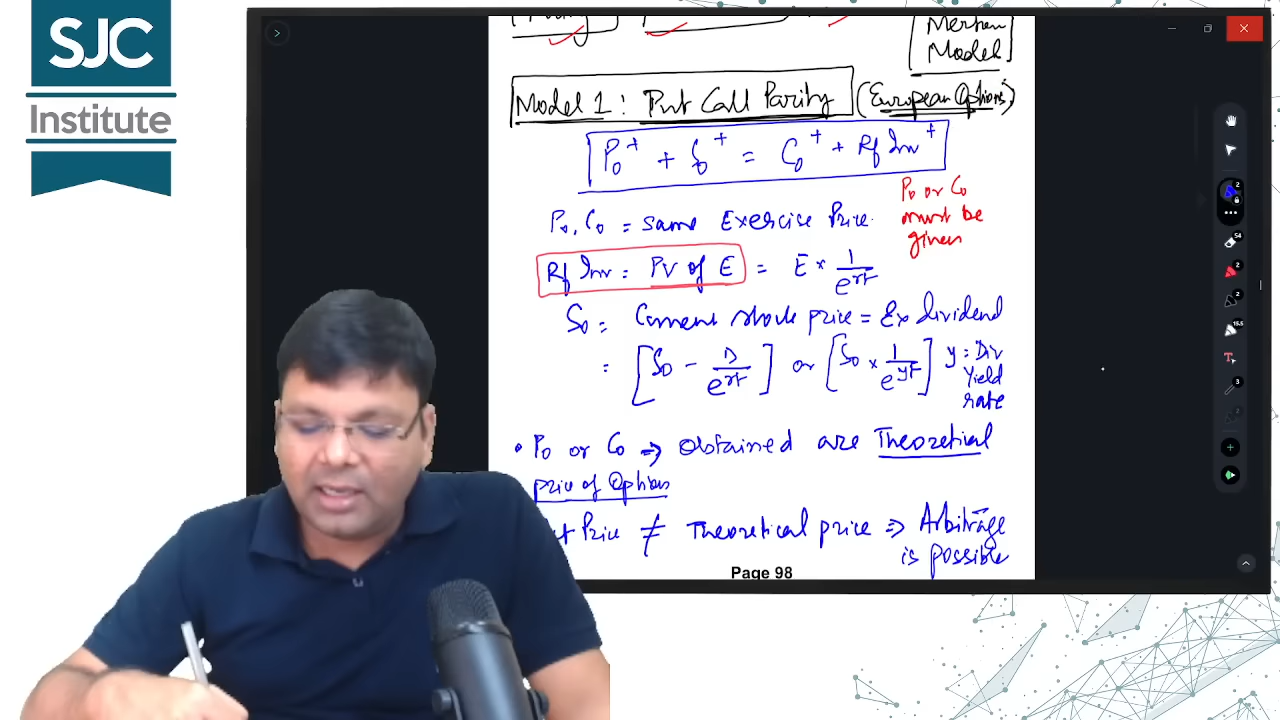 SJC
Institute
Merton
Model
Model 1 : Put Call Parity (European Options)
P₀⁺ + S₀⁺ = C₀⁺ + Rf Inv⁺
P₀ or C₀
must be
given
P₀, C₀ = same Exercise Price.
Rf Inv = PV of E = E × 1/e^rt
S₀ = Current stock price = Ex dividend
= [S₀ - D/e^rt] or [S₀ × 1/e^yt] y : Div
Yield
rate
• P₀ or C₀ ⇒ obtained are Theoretical
price of Options
Price ≠ Theoretical price ⇒ Arbitrage
is possible
Page 98